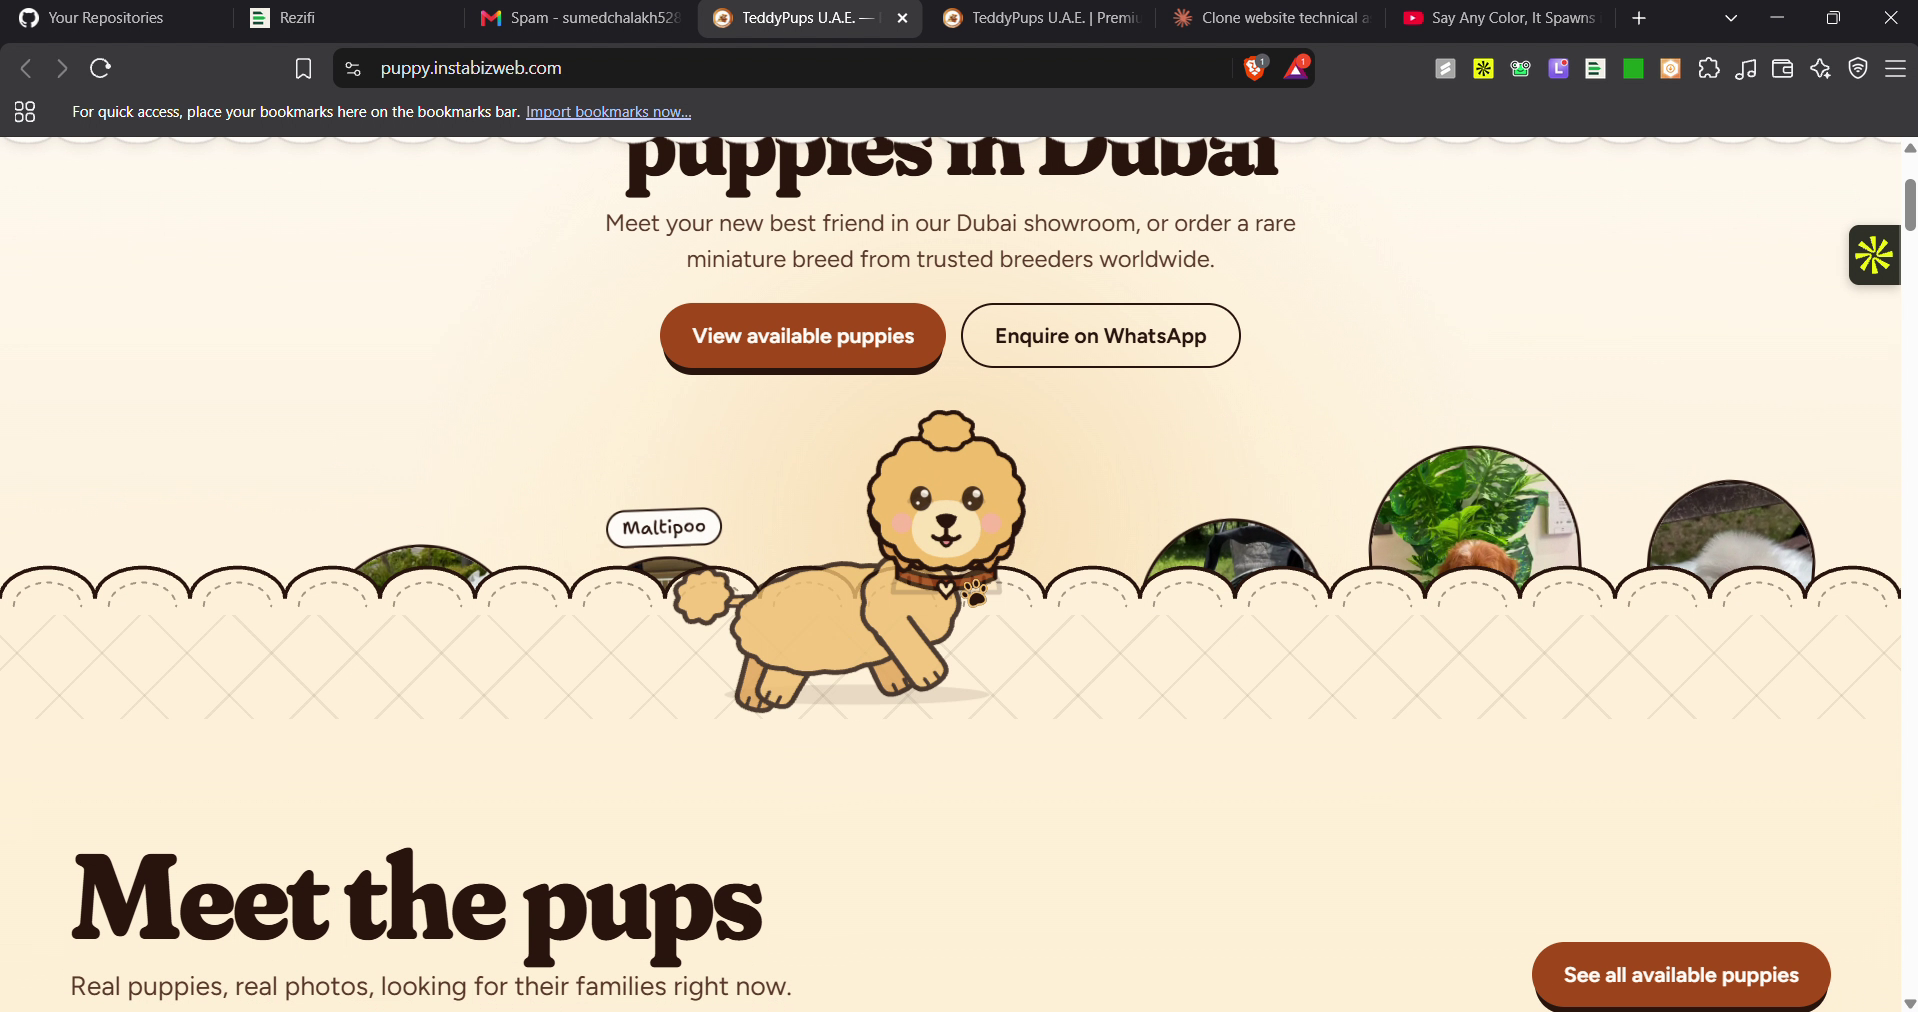 Your Repositories
Rezifi
Spam - sumedchalakh528
TeddyPups U.A.E. —
TeddyPups U.A.E. | Premiu
Clone website technical a
Say Any Color, It Spawns
puppy.instabizweb.com
1
1
For quick access, place your bookmarks here on the bookmarks bar. Import bookmarks now...
puppies in Dubai
Meet your new best friend in our Dubai showroom, or order a rare
miniature breed from trusted breeders worldwide.
View available puppies
Enquire on WhatsApp
Maltipoo
Meet the pups
Real puppies, real photos, looking for their families right now.
See all available puppies